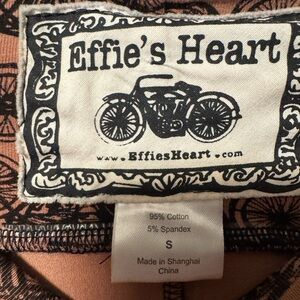 Effie's Heart
www.EffiesHeart.com
95% Cotton
5% Spandex
S
Made in Shanghai
China